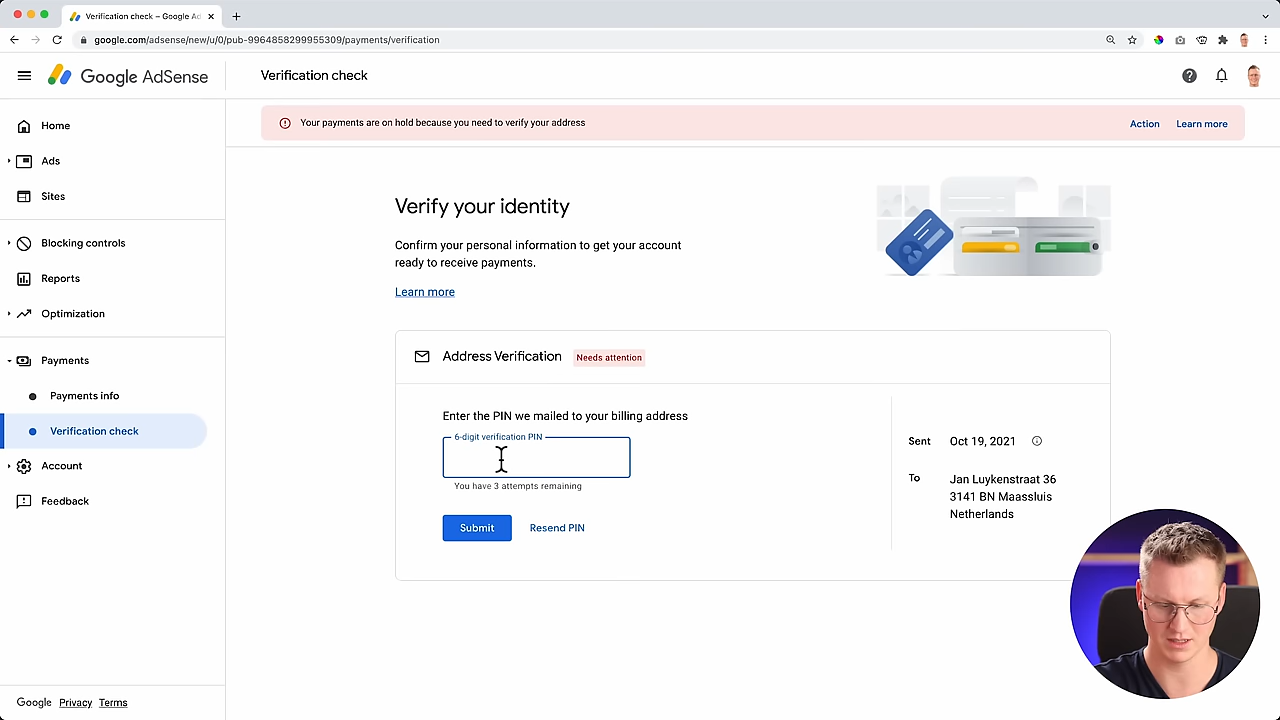 Verification check – Google Ad
google.com/adsense/new/u/0/pub-9964858299955309/payments/verification
Google AdSense
Verification check
Your payments are on hold because you need to verify your address
Action
Learn more
Home
Ads
Sites
Blocking controls
Reports
Optimization
Payments
Payments info
Verification check
Account
Feedback
Verify your identity
Confirm your personal information to get your account
ready to receive payments.
Learn more
Address Verification
Needs attention
Enter the PIN we mailed to your billing address
6-digit verification PIN
You have 3 attempts remaining
Submit
Resend PIN
Sent Oct 19, 2021
To Jan Luykenstraat 36
3141 BN Maassluis
Netherlands
Google Privacy Terms